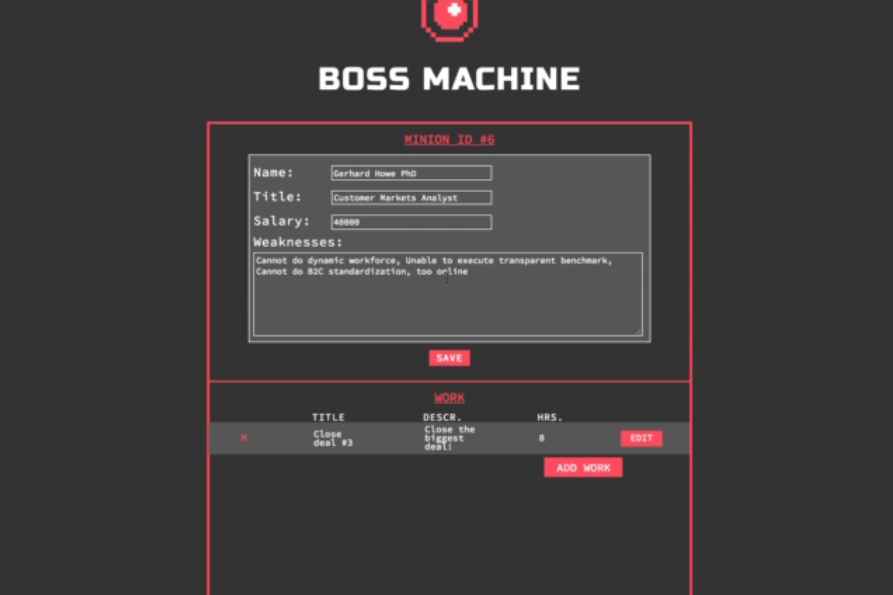 BOSS MACHINE
MINION ID #6
Name: Gerhard Howe PhD
Title: Customer Markets Analyst
Salary: 40000
Weaknesses:
Cannot do dynamic workforce, Unable to execute transparent benchmark,
Cannot do B2C standardization, too online
SAVE
WORK
TITLE DESCR. HRS.
✕ Close deal #3 Close the biggest deal! 8 EDIT
ADD WORK